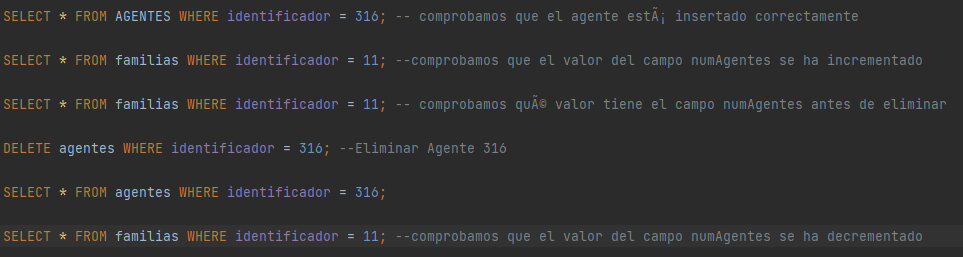 SELECT * FROM AGENTES WHERE identificador = 316; -- comprobamos que el agente estÃ¡ insertado correctamente
SELECT * FROM familias WHERE identificador = 11; --comprobamos que el valor del campo numAgentes se ha incrementado
SELECT * FROM familias WHERE identificador = 11; -- comprobamos quÃ© valor tiene el campo numAgentes antes de eliminar
DELETE agentes WHERE identificador = 316; --Eliminar Agente 316
SELECT * FROM agentes WHERE identificador = 316;
SELECT * FROM familias WHERE identificador = 11; --comprobamos que el valor del campo numAgentes se ha decrementado